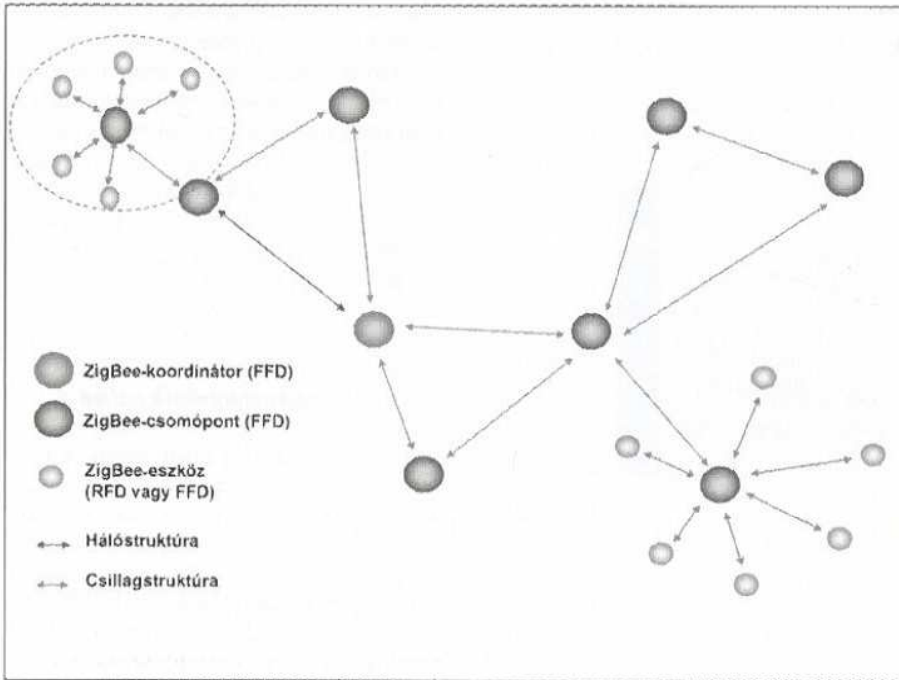 ZigBee-koordinátor (FFD)
ZigBee-csomópont (FFD)
ZigBee-eszköz
(RFD vagy FFD)
Hálóstruktúra
Csillagstruktúra